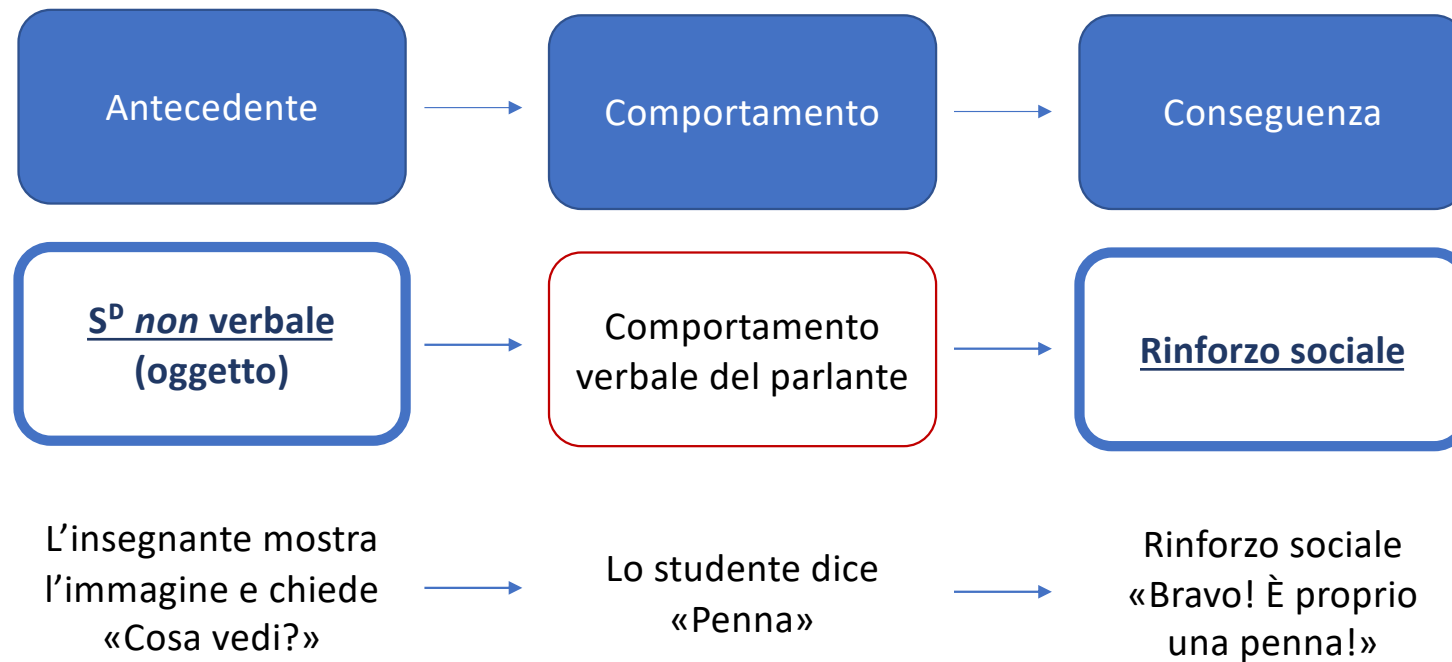 Antecedente
Comportamento
Conseguenza
Sᴰ non verbale
(oggetto)
Comportamento
verbale del parlante
Rinforzo sociale
L’insegnante mostra
l’immagine e chiede
«Cosa vedi?»
Lo studente dice
«Penna»
Rinforzo sociale
«Bravo! È proprio
una penna!»